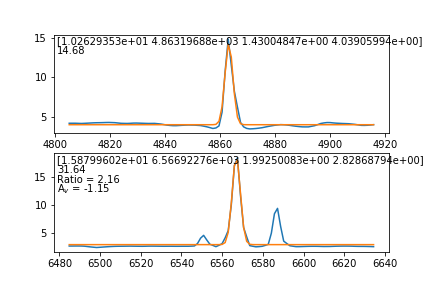 [1.02629353e+01 4.86319688e+03 1.43004847e+00 4.03905994e+00]
14.68
15
10
5
4800 4820 4840 4860 4880 4900 4920
[1.58799602e+01 6.56692276e+03 1.99250083e+00 2.82868794e+00]
31.64
Ratio = 2.16
Aᵥ = -1.15
15
10
5
6480 6500 6520 6540 6560 6580 6600 6620 6640